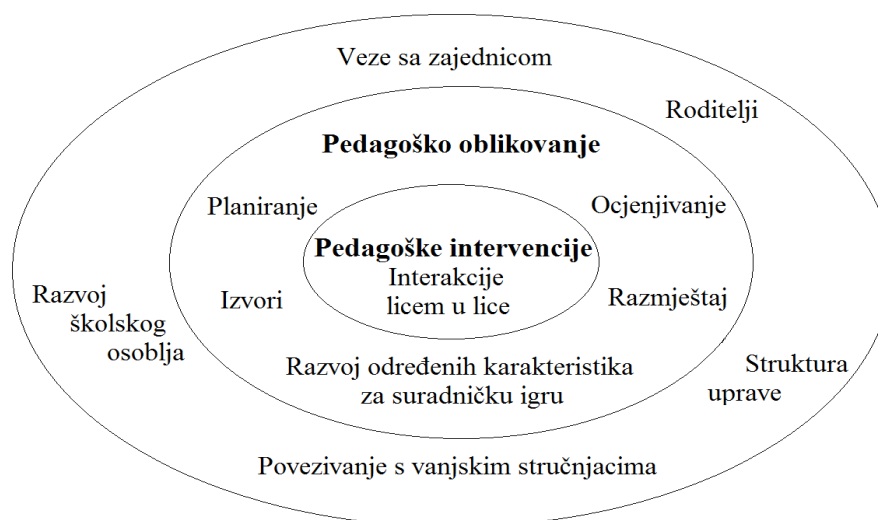 Veze sa zajednicom
Roditelji
Pedagoško oblikovanje
Planiranje
Ocjenjivanje
Pedagoške intervencije
Interakcije
licem u lice
Razvoj
školskog
osoblja
Izvori
Razmještaj
Razvoj određenih karakteristika
za suradničku igru
Struktura
uprave
Povezivanje s vanjskim stručnjacima